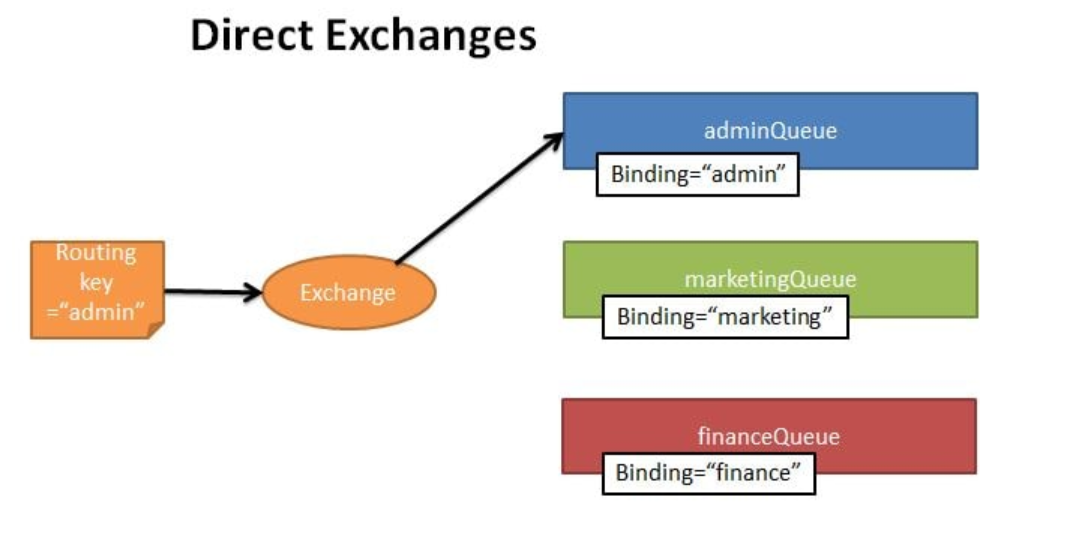 Direct Exchanges
adminQueue
Binding=“admin”
Routing
key
=“admin”
Exchange
marketingQueue
Binding=“marketing”
financeQueue
Binding=“finance”